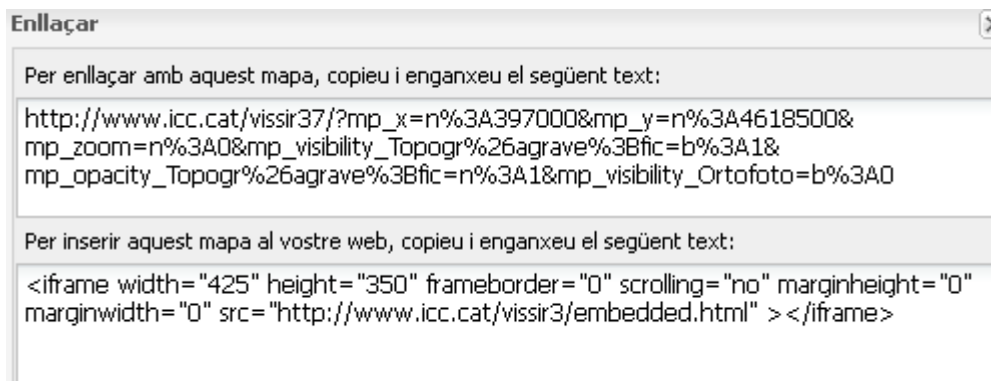 Enllaçar
Per enllaçar amb aquest mapa, copieu i enganxeu el següent text:
http://www.icc.cat/vissir37/?mp_x=n%3A397000&mp_y=n%3A4618500&
mp_zoom=n%3A0&mp_visibility_Topogr%26agrave%3Bfic=b%3A1&
mp_opacity_Topogr%26agrave%3Bfic=n%3A1&mp_visibility_Ortofoto=b%3A0
Per inserir aquest mapa al vostre web, copieu i enganxeu el següent text:
<iframe width="425" height="350" frameborder="0" scrolling="no" marginheight="0"
marginwidth="0" src="http://www.icc.cat/vissir3/embedded.html" ></iframe>